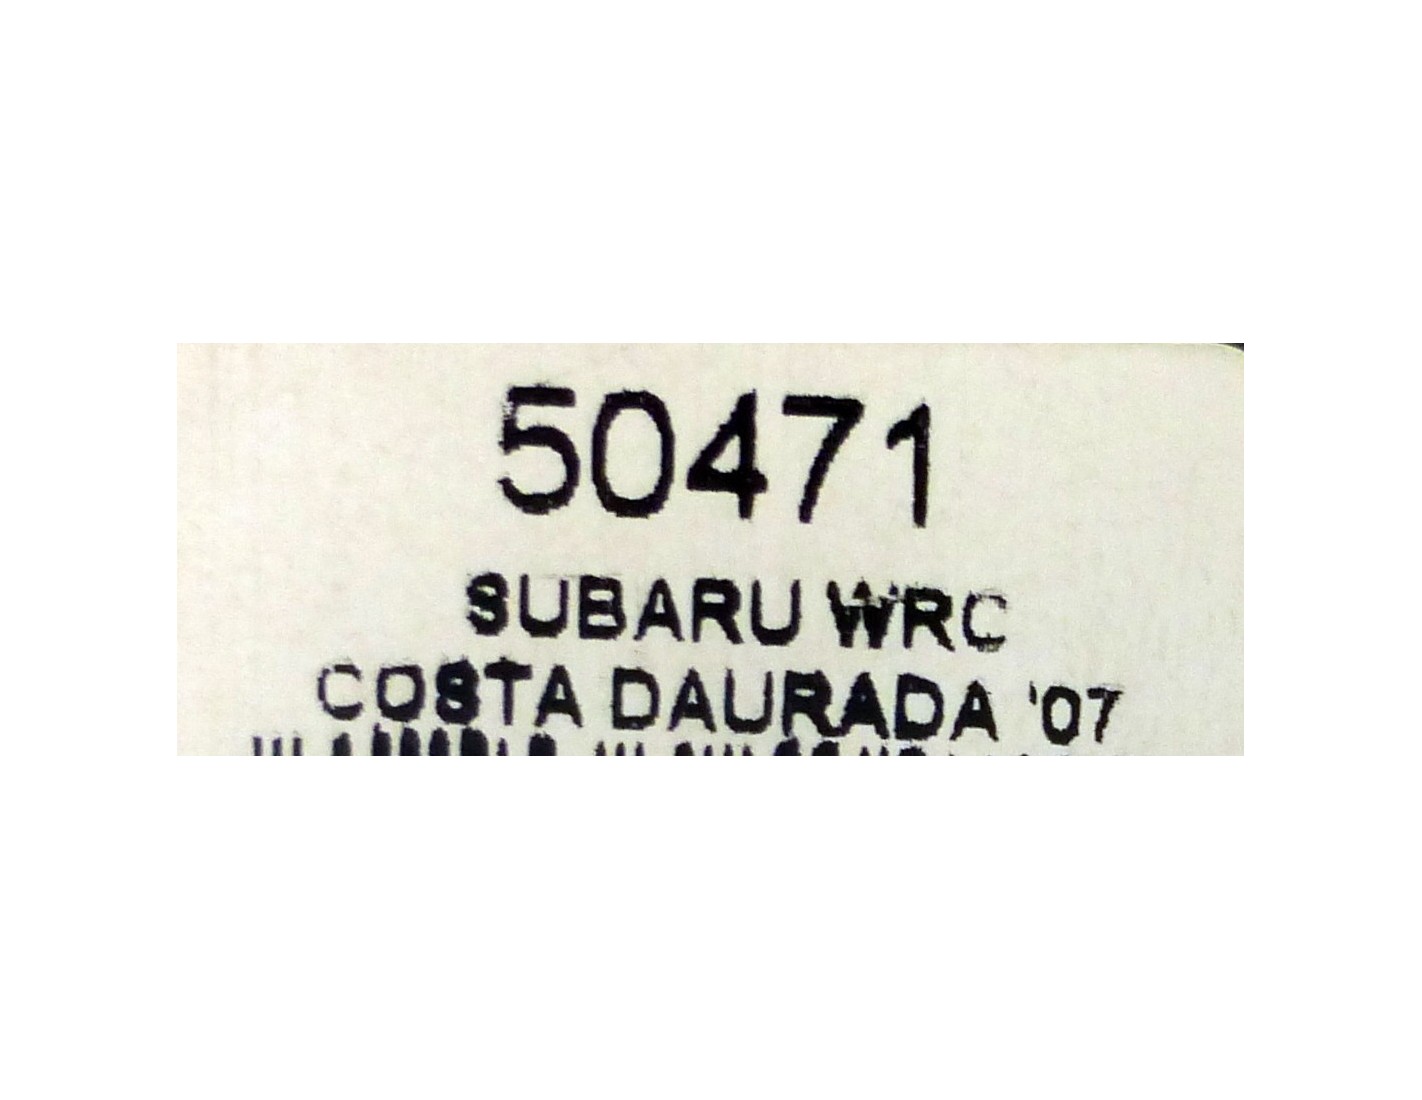 50471
SUBARU WRC
COSTA DAURADA '07